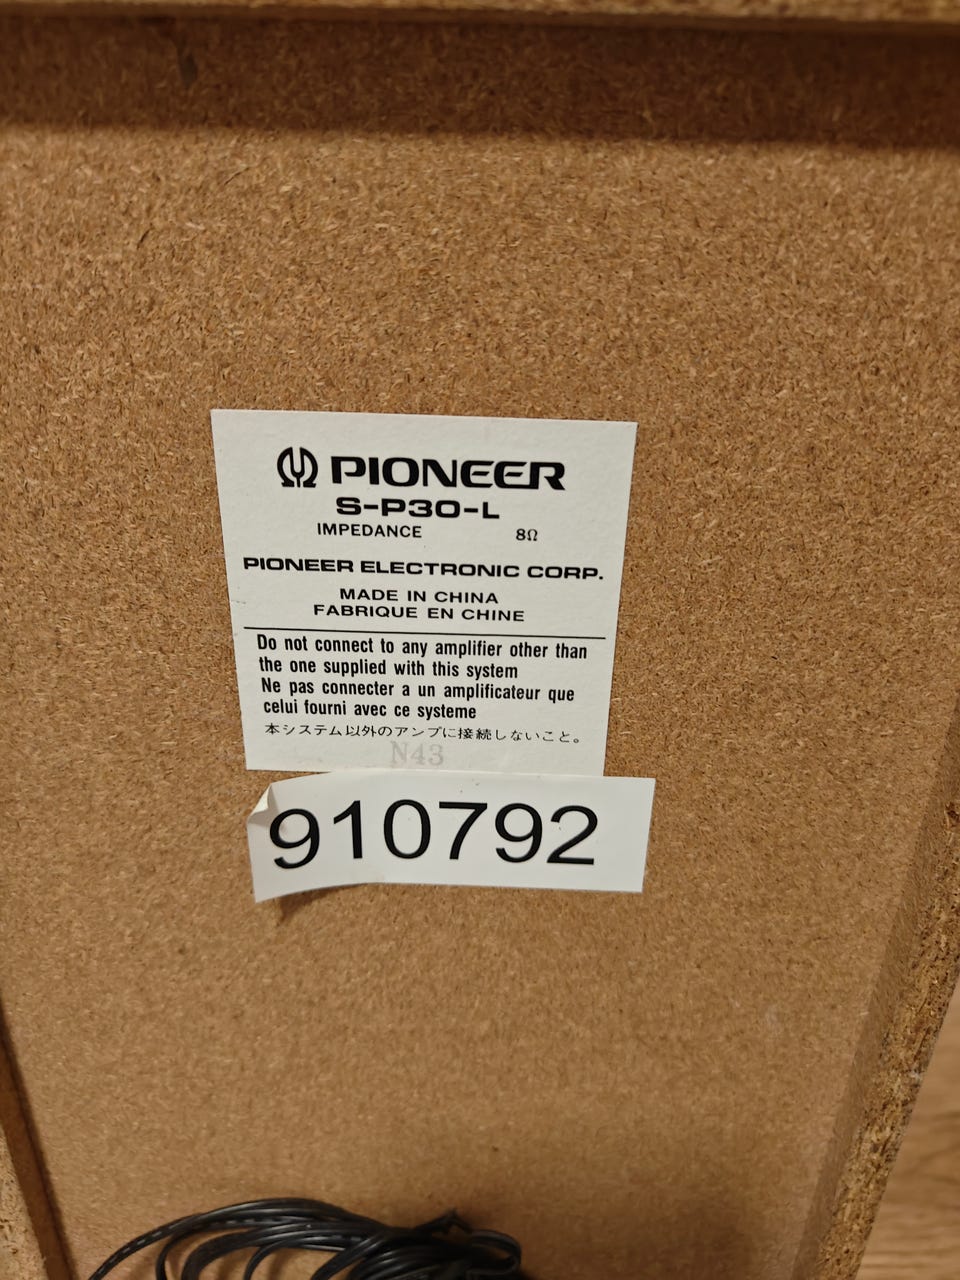 PIONEER
S-P30-L
IMPEDANCE 8Ω
PIONEER ELECTRONIC CORP.
MADE IN CHINA
FABRIQUE EN CHINE
Do not connect to any amplifier other than
the one supplied with this system
Ne pas connecter a un amplificateur que
celui fourni avec ce systeme
本システム以外のアンプに接続しないこと。
N43
910792